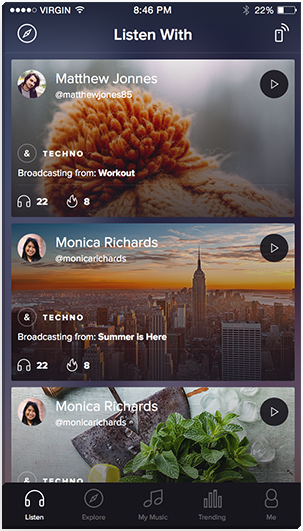 VIRGIN 8:46 PM 22%
Listen With
Matthew Jonnes
@matthewjones85
& TECHNO
Broadcasting from: Workout
22 8
Monica Richards
@monicarichards
& TECHNO
Broadcasting from: Summer is Here
22 8
Monica Richards
@monicarichards
& TECHNO
Listen Explore My Music Trending Me